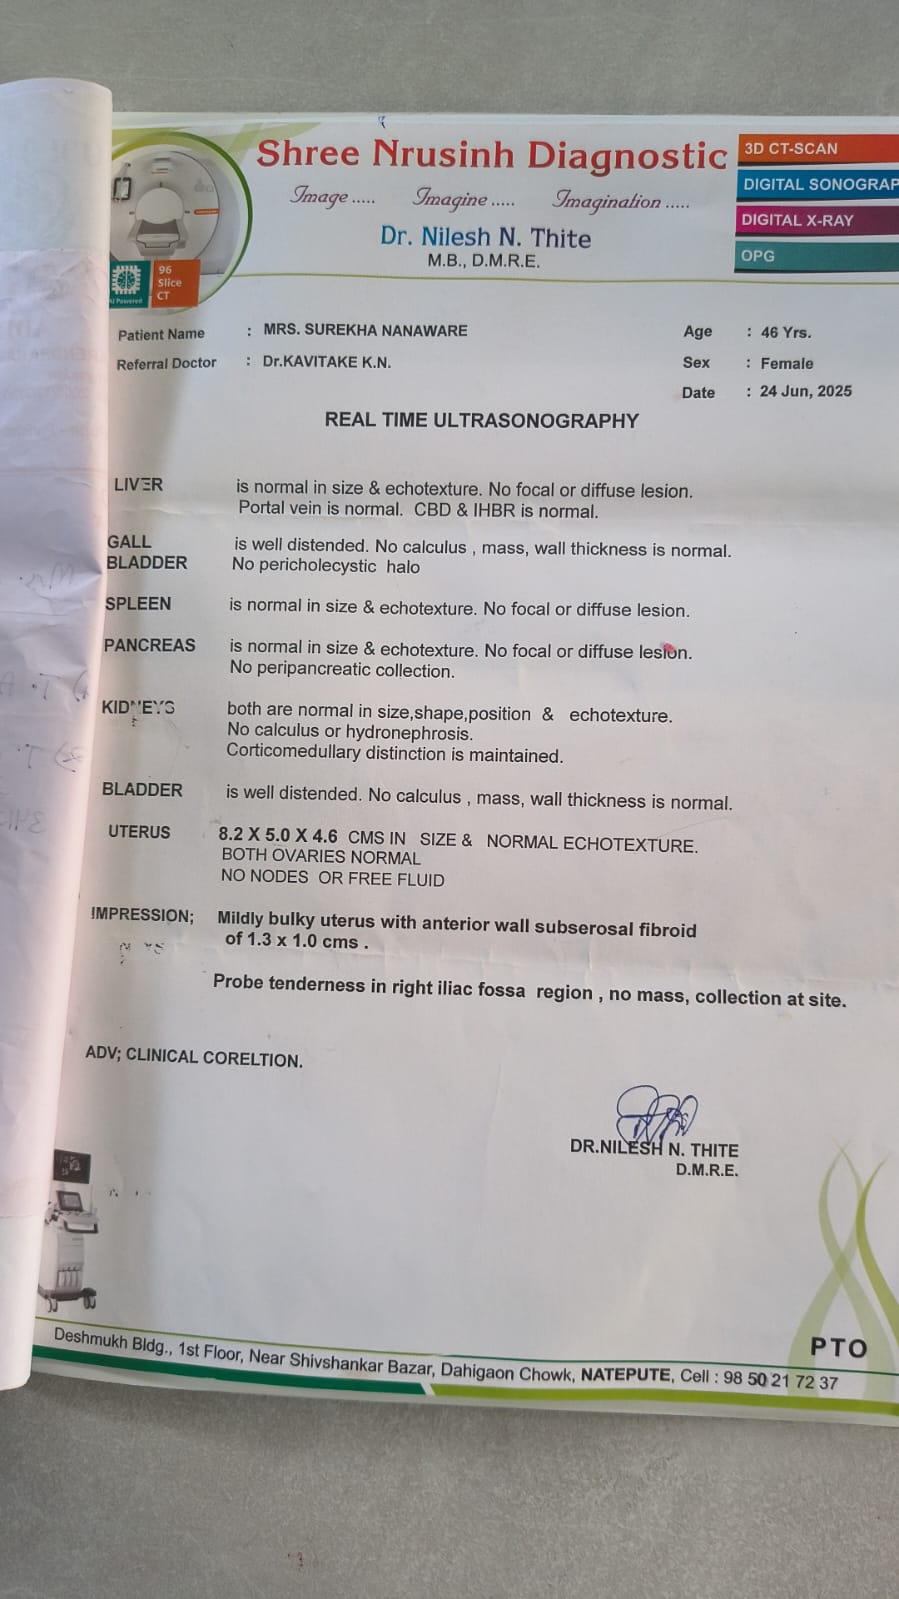 Shree Nrusinh Diagnostic
Image ..... Imagine ..... Imagination .....
Dr. Nilesh N. Thite
M.B., D.M.R.E.
3D CT-SCAN
DIGITAL SONOGRAP
DIGITAL X-RAY
OPG
AI Powered
96
Slice
CT
Patient Name : MRS. SUREKHA NANAWARE Age : 46 Yrs.
Referral Doctor : Dr.KAVITAKE K.N. Sex : Female
Date : 24 Jun, 2025
REAL TIME ULTRASONOGRAPHY
LIVER is normal in size & echotexture. No focal or diffuse lesion.
Portal vein is normal. CBD & IHBR is normal.
GALL is well distended. No calculus , mass, wall thickness is normal.
BLADDER No pericholecystic halo
SPLEEN is normal in size & echotexture. No focal or diffuse lesion.
PANCREAS is normal in size & echotexture. No focal or diffuse lesion.
No peripancreatic collection.
KIDNEYS both are normal in size,shape,position & echotexture.
No calculus or hydronephrosis.
Corticomedullary distinction is maintained.
BLADDER is well distended. No calculus , mass, wall thickness is normal.
UTERUS 8.2 X 5.0 X 4.6 CMS IN SIZE & NORMAL ECHOTEXTURE.
BOTH OVARIES NORMAL
NO NODES OR FREE FLUID
IMPRESSION; Mildly bulky uterus with anterior wall subserosal fibroid
of 1.3 x 1.0 cms .
Probe tenderness in right iliac fossa region , no mass, collection at site.
ADV; CLINICAL CORELTION.
DR.NILESH N. THITE
D.M.R.E.
PTO
Deshmukh Bldg., 1st Floor, Near Shivshankar Bazar, Dahigaon Chowk, NATEPUTE, Cell : 98 50 21 72 37